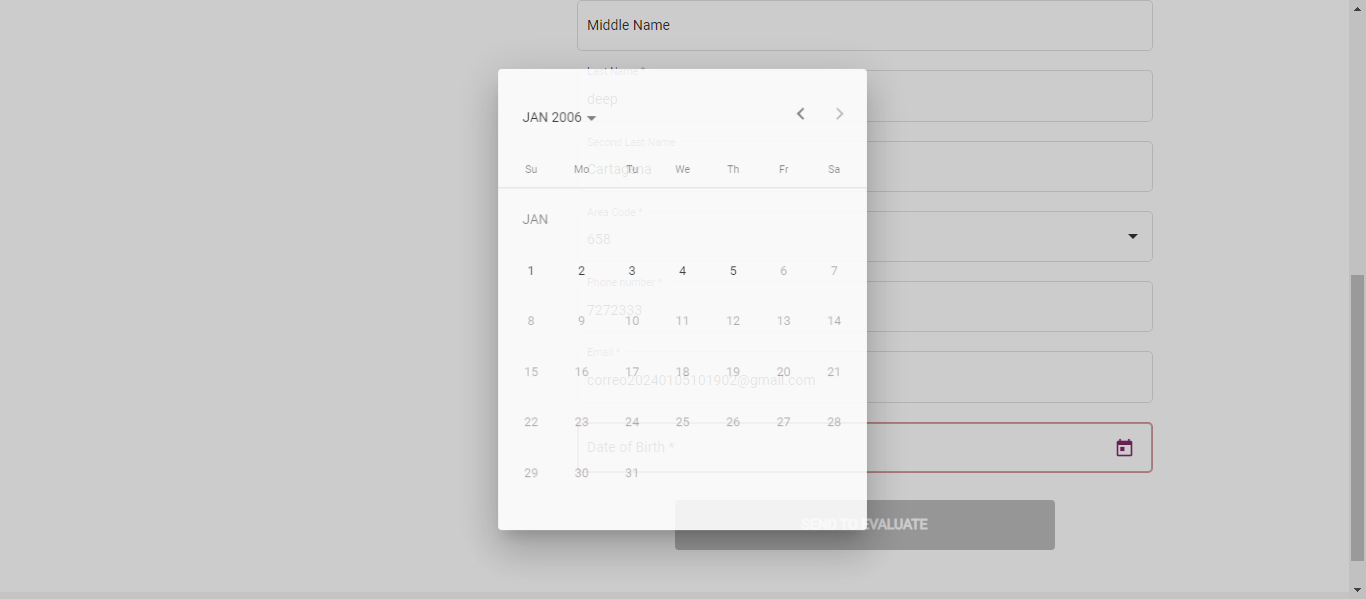 Middle Name
Last Name *
deep
JAN 2006
Second Last Name
Cartagena
Su Mo Tu We Th Fr Sa
Area Code *
JAN
658
1 2 3 4 5 6 7
Phone number *
7272333
8 9 10 11 12 13 14
Email *
15 16 17 18 19 20 21
correo20240105101902@gmail.com
22 23 24 25 26 27 28
Date of Birth *
29 30 31
SEND TO EVALUATE